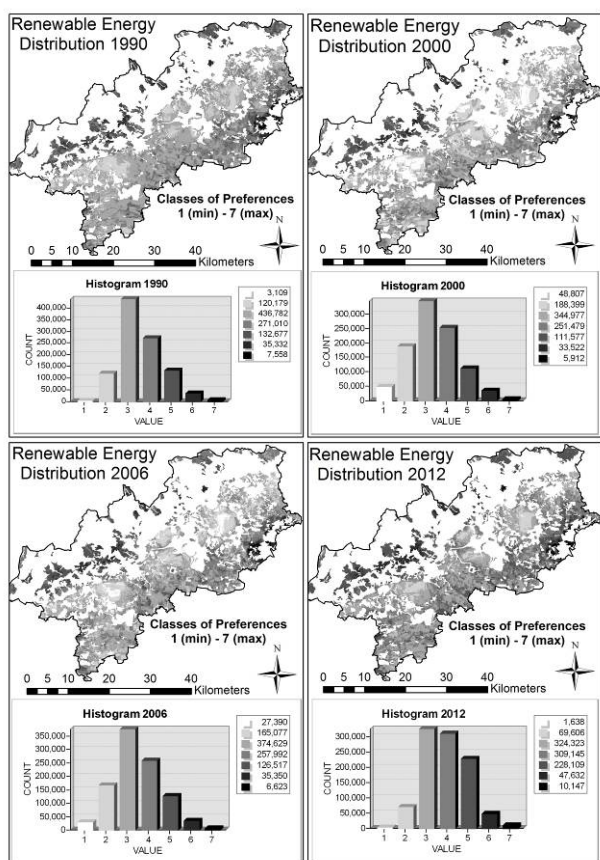 Renewable Energy
Distribution 1990
Classes of Preferences
1 (min) - 7 (max)
N
0 5 10 20 30 40
Kilometers
Histogram 1990
COUNT
400,000
350,000
300,000
250,000
200,000
150,000
100,000
50,000
0
1 2 3 4 5 6 7
VALUE
3,109
120,179
436,782
271,010
132,677
35,332
7,558
Renewable Energy
Distribution 2000
Classes of Preferences
1 (min) - 7 (max)
N
0 5 10 20 30 40
Kilometers
Histogram 2000
COUNT
300,000
250,000
200,000
150,000
100,000
50,000
0
1 2 3 4 5 6 7
VALUE
48,807
188,399
344,977
251,479
111,577
33,522
5,912
Renewable Energy
Distribution 2006
Classes of Preferences
1 (min) - 7 (max)
N
0 5 10 20 30 40
Kilometers
Histogram 2006
COUNT
350,000
300,000
250,000
200,000
150,000
100,000
50,000
0
1 2 3 4 5 6 7
VALUE
27,390
165,077
374,629
257,992
126,517
35,350
6,623
Renewable Energy
Distribution 2012
Classes of Preferences
1 (min) - 7 (max)
N
0 5 10 20 30 40
Kilometers
Histogram 2012
COUNT
300,000
250,000
200,000
150,000
100,000
50,000
0
1 2 3 4 5 6 7
VALUE
1,638
69,606
324,323
309,145
228,109
47,632
10,147